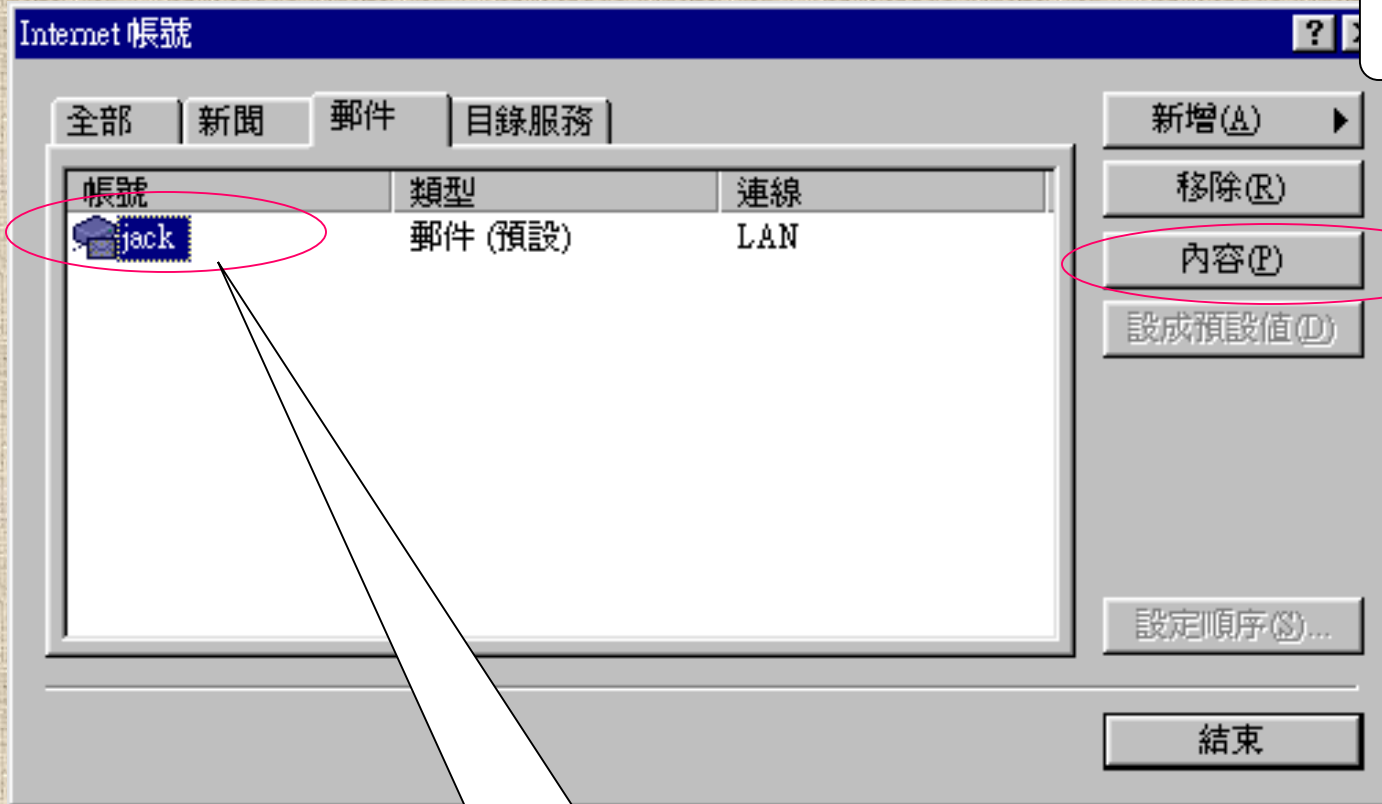 Internet 帳號
全部 新聞 郵件 目錄服務
帳號 類型 連線
jack 郵件 (預設) LAN
新增(A)
移除(R)
內容(P)
設成預設值(D)
設定順序(S)...
結束